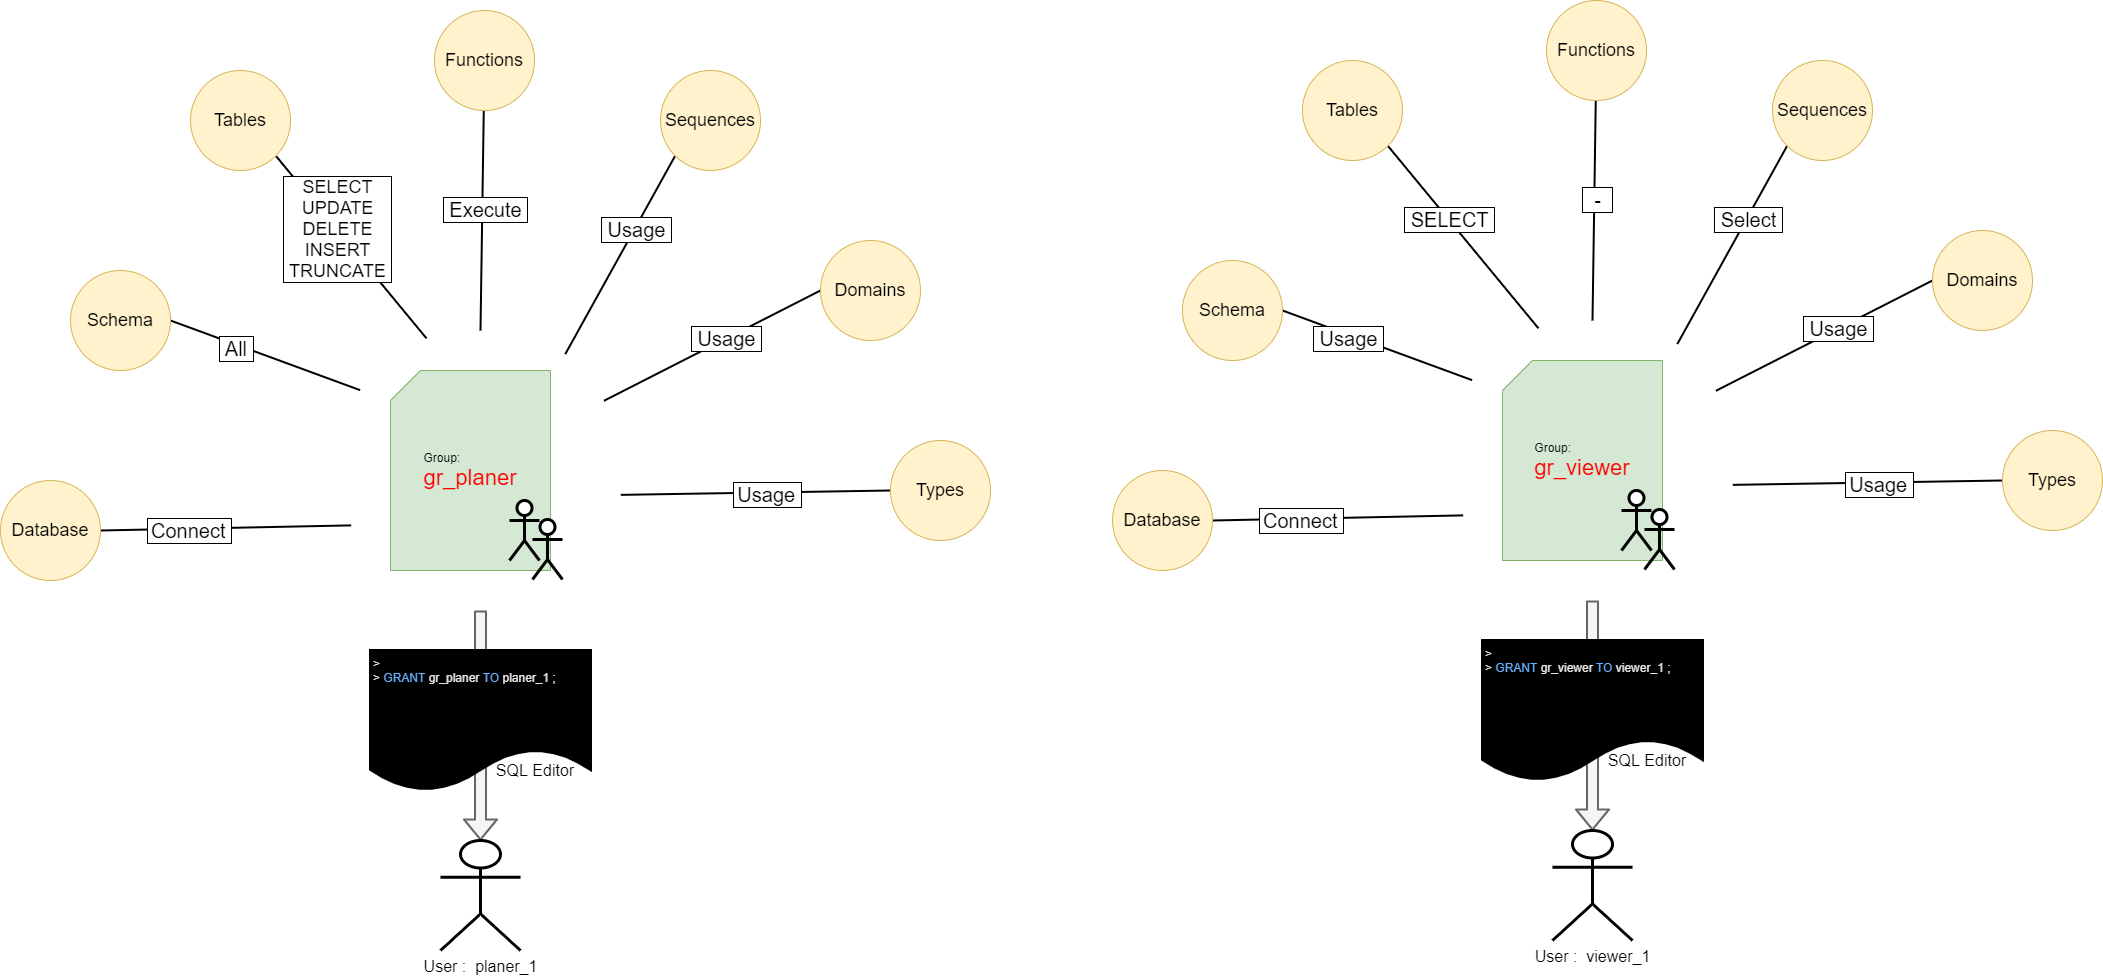 Functions
Tables
Sequences
SELECT
UPDATE
DELETE
INSERT
TRUNCATE
Execute
Usage
Domains
Schema
All
Usage
Group:
gr_planer
Types
Usage
Database
Connect
>
> GRANT gr_planer TO planer_1 ;
SQL Editor
User : planer_1
Functions
Tables
Sequences
SELECT
-
Select
Domains
Schema
Usage
Usage
Group:
gr_viewer
Types
Usage
Database
Connect
>
> GRANT gr_viewer TO viewer_1 ;
SQL Editor
User : viewer_1